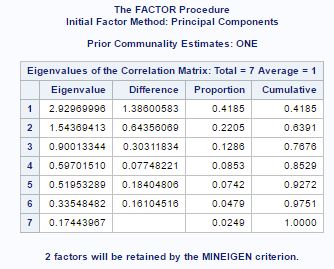 The FACTOR Procedure
Initial Factor Method: Principal Components
Prior Communality Estimates: ONE
Eigenvalues of the Correlation Matrix: Total = 7 Average = 1
Eigenvalue Difference Proportion Cumulative
1 2.92969996 1.38600583 0.4185 0.4185
2 1.54369413 0.64356069 0.2205 0.6391
3 0.90013344 0.30311834 0.1286 0.7676
4 0.59701510 0.07748221 0.0853 0.8529
5 0.51953289 0.18404806 0.0742 0.9272
6 0.33548482 0.16104516 0.0479 0.9751
7 0.17443967 0.0249 1.0000
2 factors will be retained by the MINEIGEN criterion.